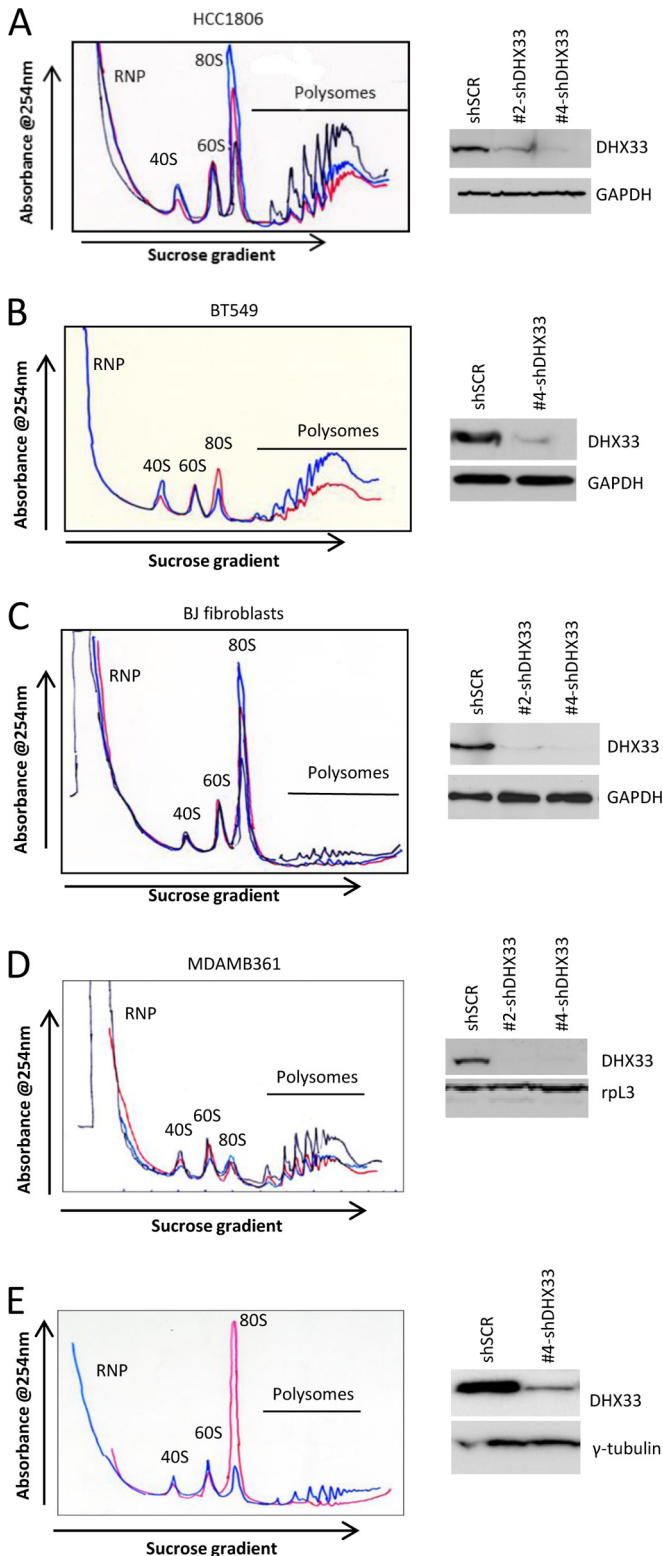 A
HCC1806
80S
RNP
Polysomes
60S
40S
Absorbance @254nm
Sucrose gradient
shSCR
#2-shDHX33
#4-shDHX33
DHX33
GAPDH
B
BT549
RNP
Polysomes
80S
40S
60S
Absorbance @254nm
Sucrose gradient
shSCR
#4-shDHX33
DHX33
GAPDH
C
BJ fibroblasts
80S
RNP
Polysomes
60S
40S
Absorbance @254nm
Sucrose gradient
shSCR
#2-shDHX33
#4-shDHX33
DHX33
GAPDH
D
MDAMB361
RNP
Polysomes
60S
40S
80S
Absorbance @254nm
Sucrose gradient
shSCR
#2-shDHX33
#4-shDHX33
DHX33
rpL3
E
80S
RNP
Polysomes
60S
40S
Absorbance @254nm
Sucrose gradient
shSCR
#4-shDHX33
DHX33
γ-tubulin